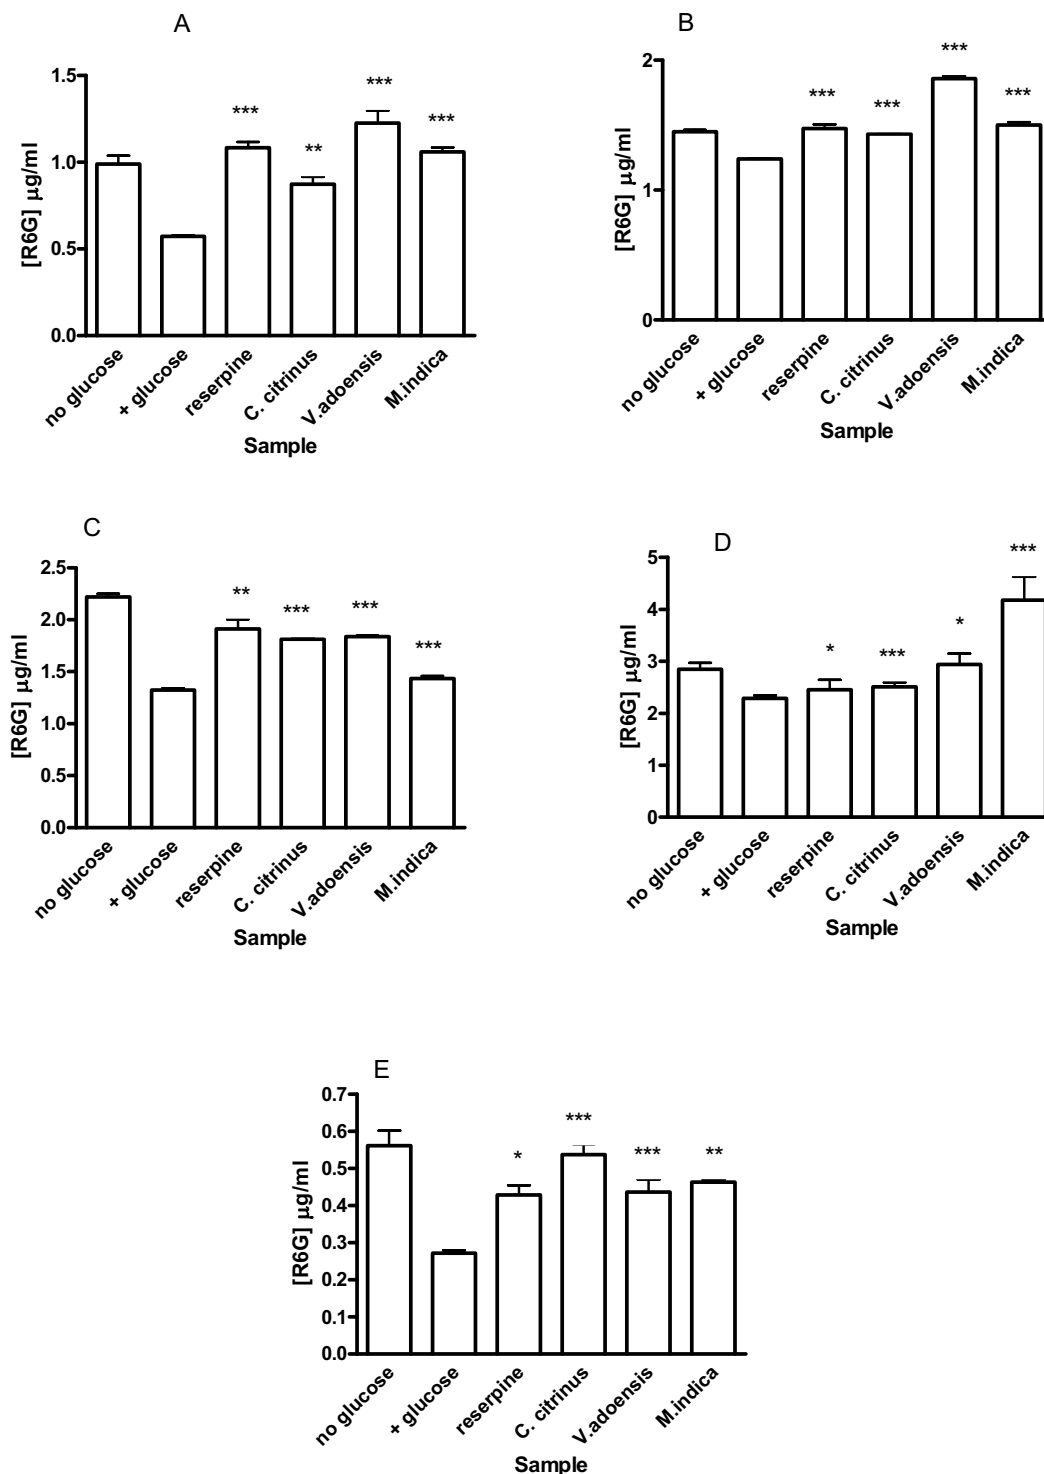 A
[R6G] µg/ml
1.5
1.0
0.5
0.0
***
**
***
***
no glucose
+ glucose
reserpine
C. citrinus
V.adoensis
M.indica
Sample
B
[R6G] µg/ml
2
1
0
***
***
***
***
no glucose
+ glucose
reserpine
C. citrinus
V.adoensis
M.indica
Sample
C
[R6G] µg/ml
2.5
2.0
1.5
1.0
0.5
0.0
**
***
***
***
no glucose
+ glucose
reserpine
C. citrinus
V.adoensis
M.indica
Sample
D
[R6G] µg/ml
5
4
3
2
1
0
*
***
*
***
no glucose
+ glucose
reserpine
C. citrinus
V.adoensis
M.indica
Sample
E
[R6G] µg/ml
0.7
0.6
0.5
0.4
0.3
0.2
0.1
0.0
*
***
***
**
no glucose
+ glucose
reserpine
C. citrinus
V.adoensis
M.indica
Sample